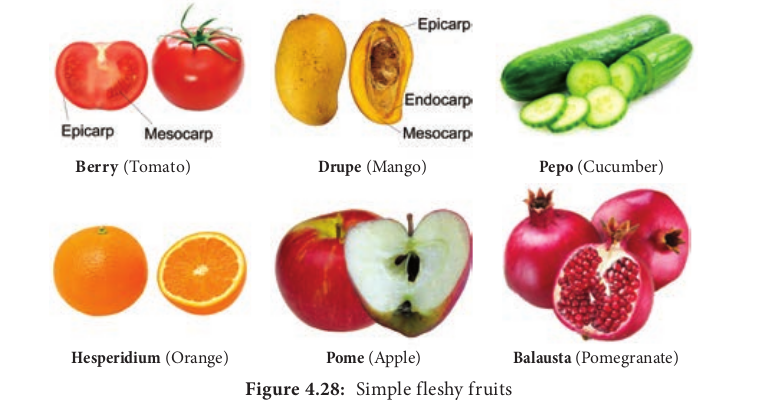 Epicarp
Mesocarp
Berry (Tomato)
Epicarp
Endocarp
Mesocarp
Drupe (Mango)
Pepo (Cucumber)
Hesperidium (Orange)
Pome (Apple)
Balausta (Pomegranate)
Figure 4.28: Simple fleshy fruits